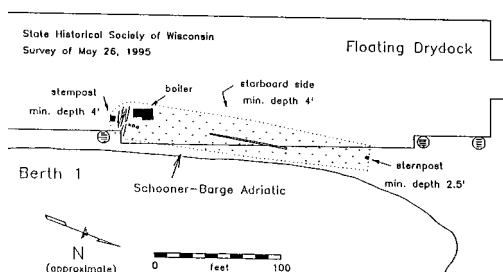 State Historical Society of Wisconsin
Survey of May 26, 1995
Floating Drydock
stempost
min. depth 4'
boiler
starboard side
min. depth 4'
sternpost
min. depth 2.5'
Berth 1
Schooner-Barge Adriatic
N
(approximate)
0
feet
100